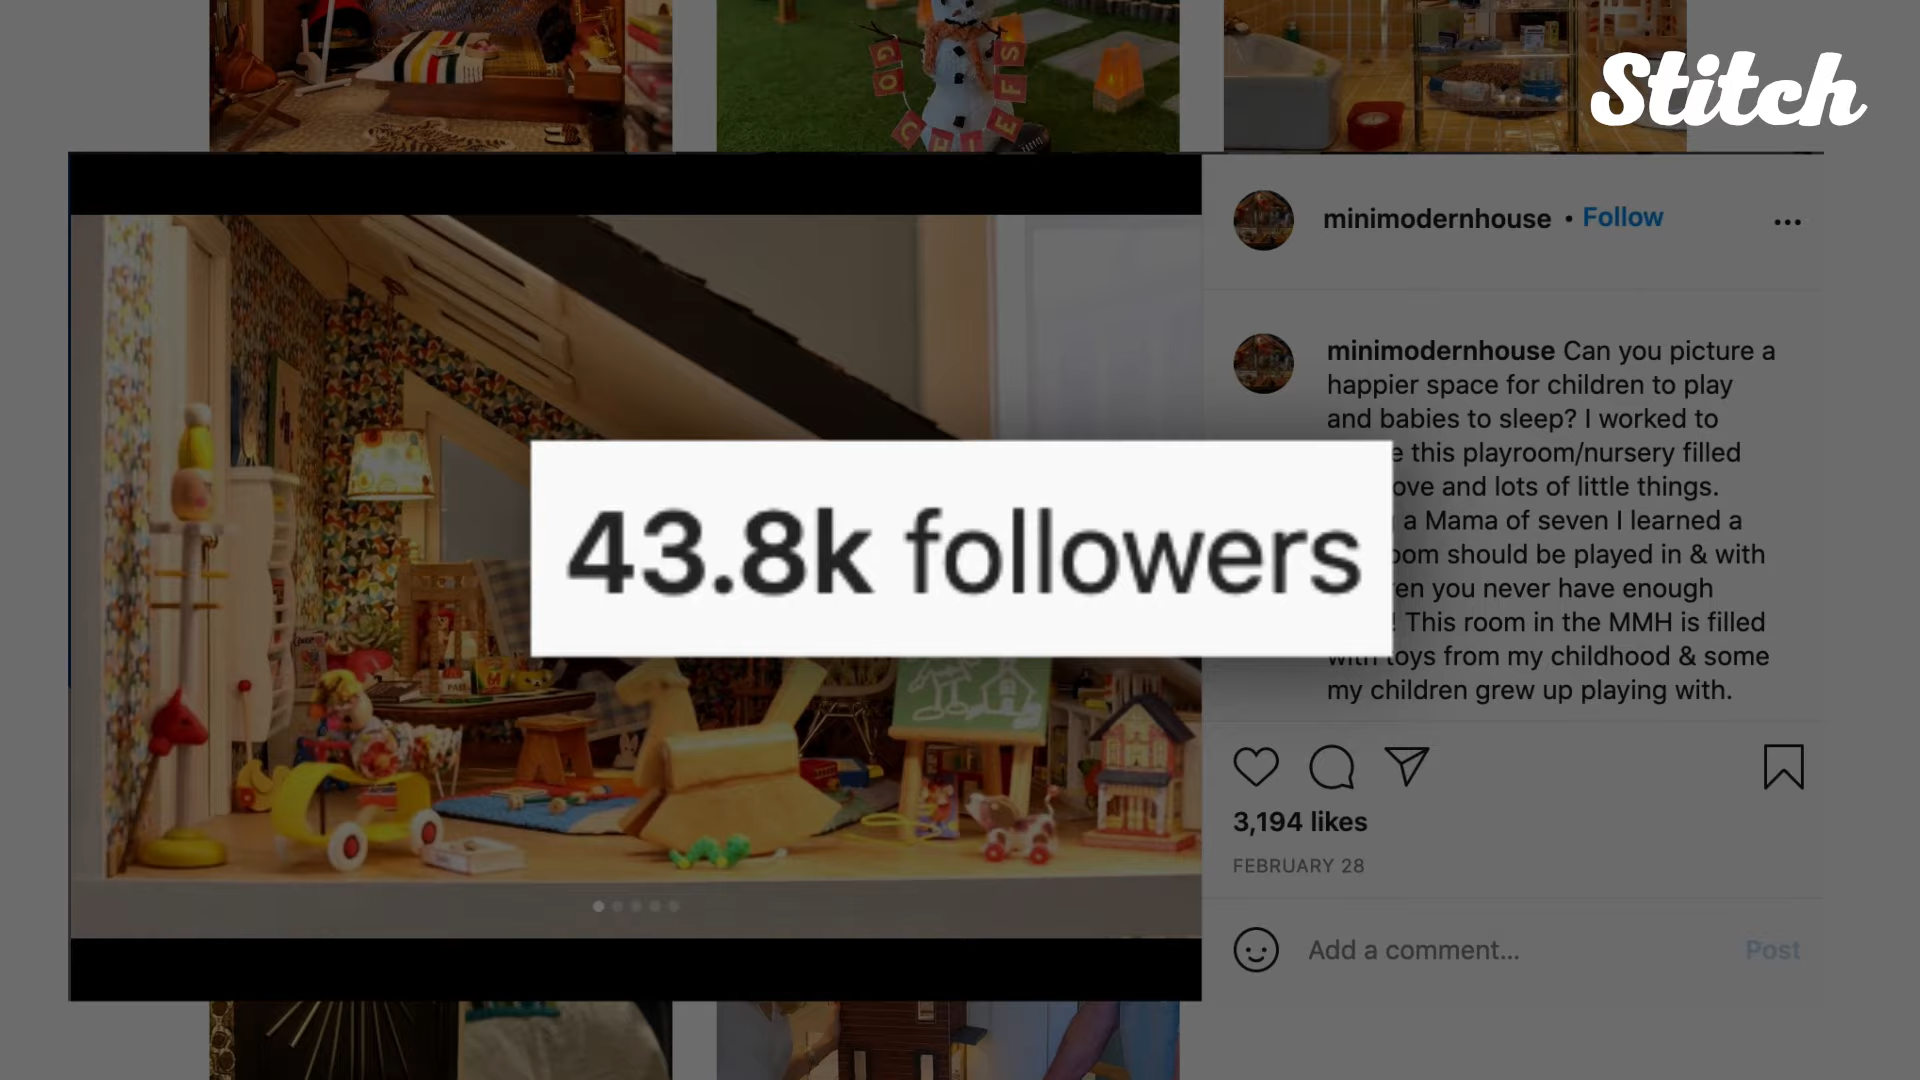 Stitch
GOD
JEFS
minimodernhouse • Follow
minimodernhouse Can you picture a
happier space for children to play
and babies to sleep? I worked to
this playroom/nursery filled
and lots of little things.
a Mama of seven I learned a
should be played in & with
you never have enough
This room in the MMH is filled
with toys from my childhood & some
my children grew up playing with.
43.8k followers
3,194 likes
FEBRUARY 28
Add a comment...
Post